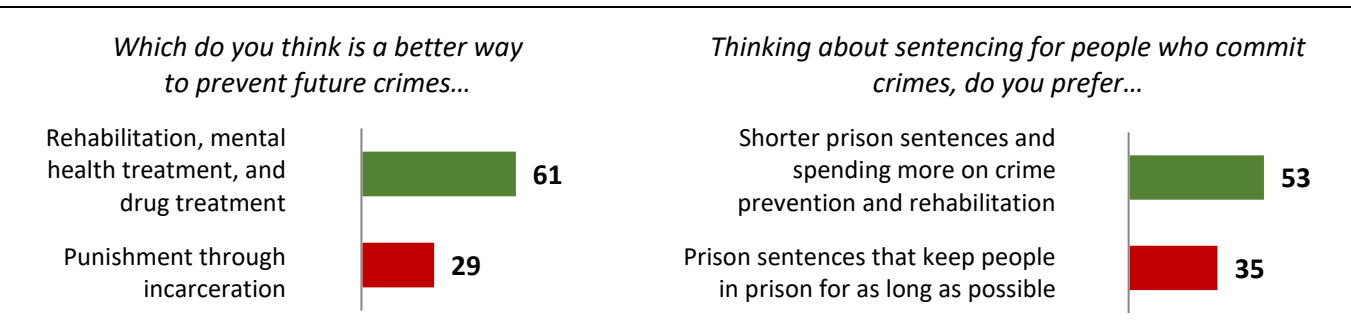 Which do you think is a better way
to prevent future crimes…
Rehabilitation, mental
health treatment, and
drug treatment
61
Punishment through
incarceration
29
Thinking about sentencing for people who commit
crimes, do you prefer…
Shorter prison sentences and
spending more on crime
prevention and rehabilitation
53
Prison sentences that keep people
in prison for as long as possible
35